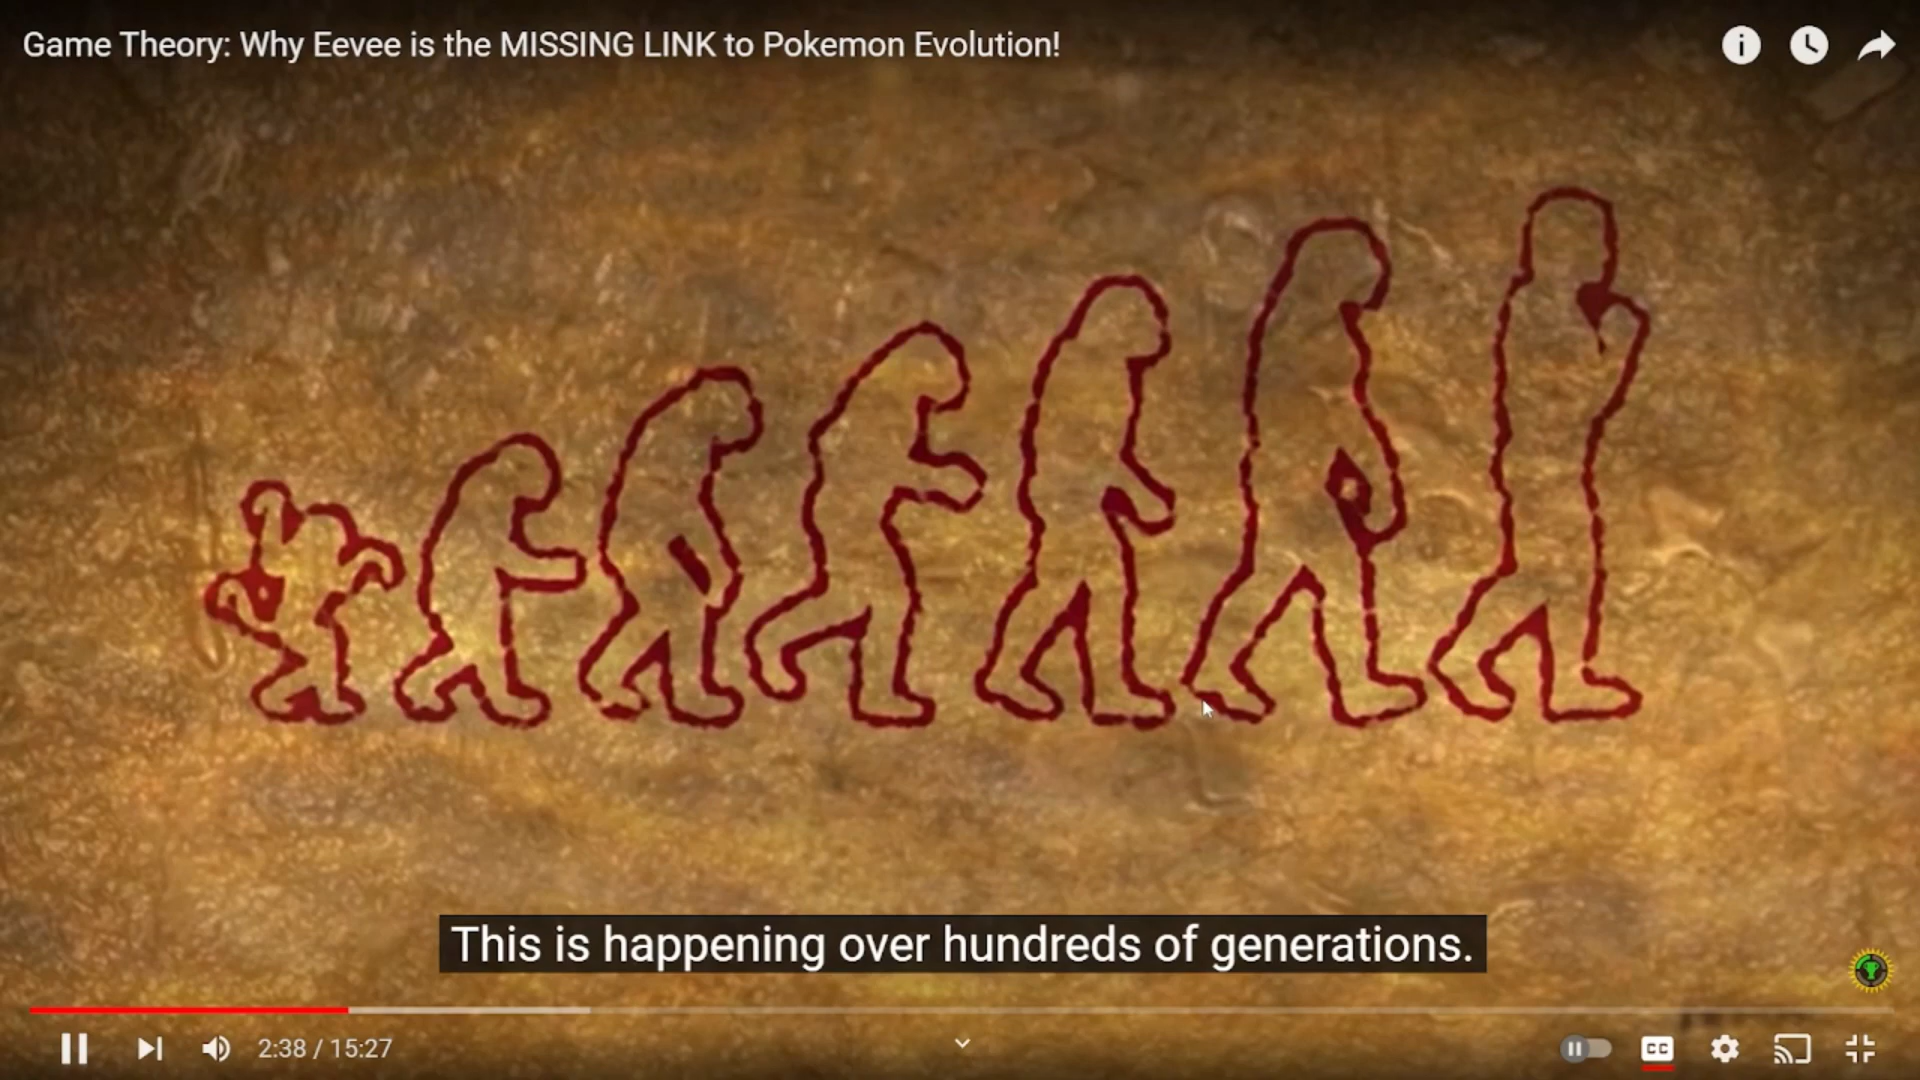 Game Theory: Why Eevee is the MISSING LINK to Pokemon Evolution!
This is happening over hundreds of generations.
2:38 / 15:27
CC